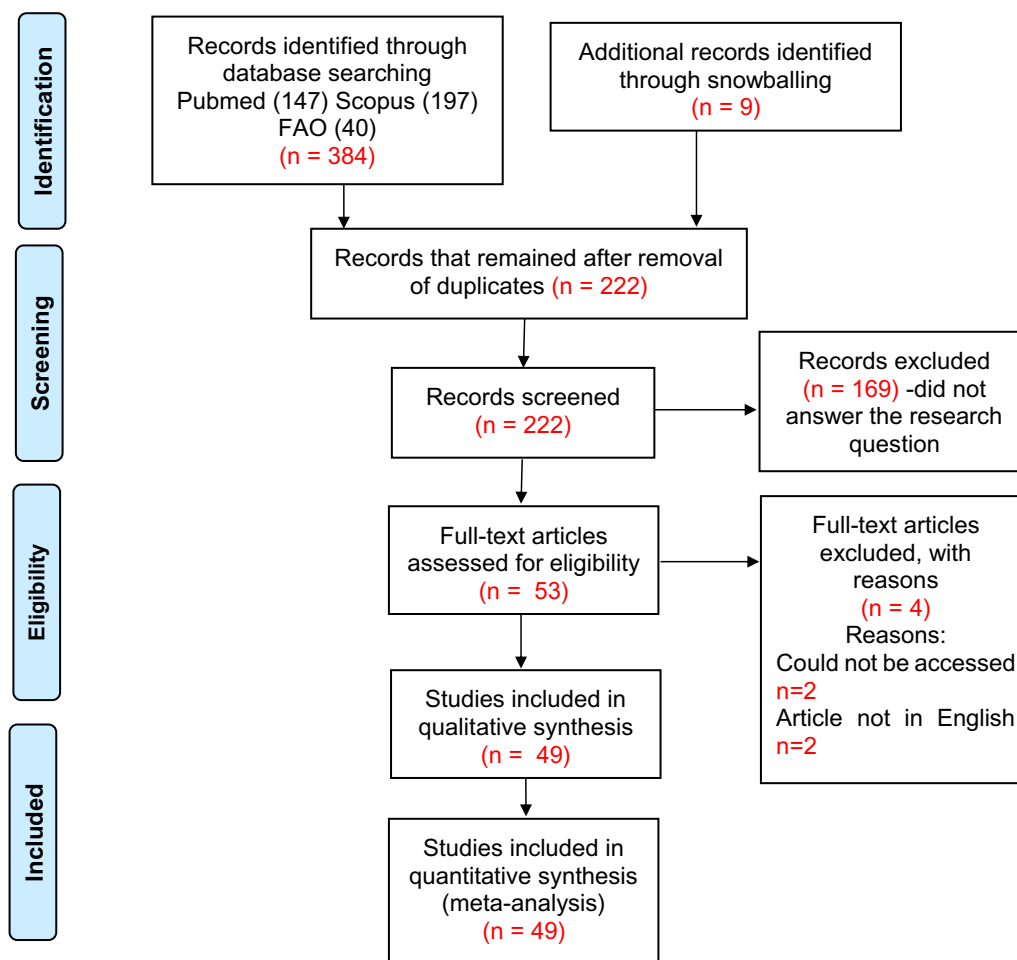 Identification
Records identified through
database searching
Pubmed (147) Scopus (197)
FAO (40)
(n = 384)
Additional records identified
through snowballing
(n = 9)
Screening
Records that remained after removal
of duplicates (n = 222)
Records screened
(n = 222)
Records excluded
(n = 169) -did not
answer the research
question
Eligibility
Full-text articles
assessed for eligibility
(n = 53)
Full-text articles
excluded, with
reasons
(n = 4)
Reasons:
Could not be accessed
n=2
Article not in English
n=2
Studies included in
qualitative synthesis
(n = 49)
Included
Studies included in
quantitative synthesis
(meta-analysis)
(n = 49)